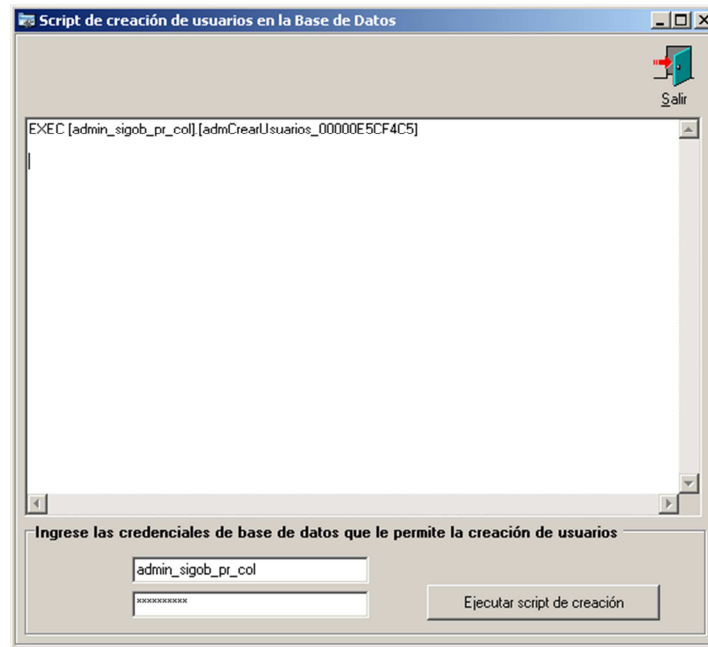 Script de creación de usuarios en la Base de Datos
Salir
EXEC [admin_sigob_pr_col].[admCrearUsuarios_00000E5CF4C5]
Ingrese las credenciales de base de datos que le permite la creación de usuarios
admin_sigob_pr_col
××××××××××
Ejecutar script de creación